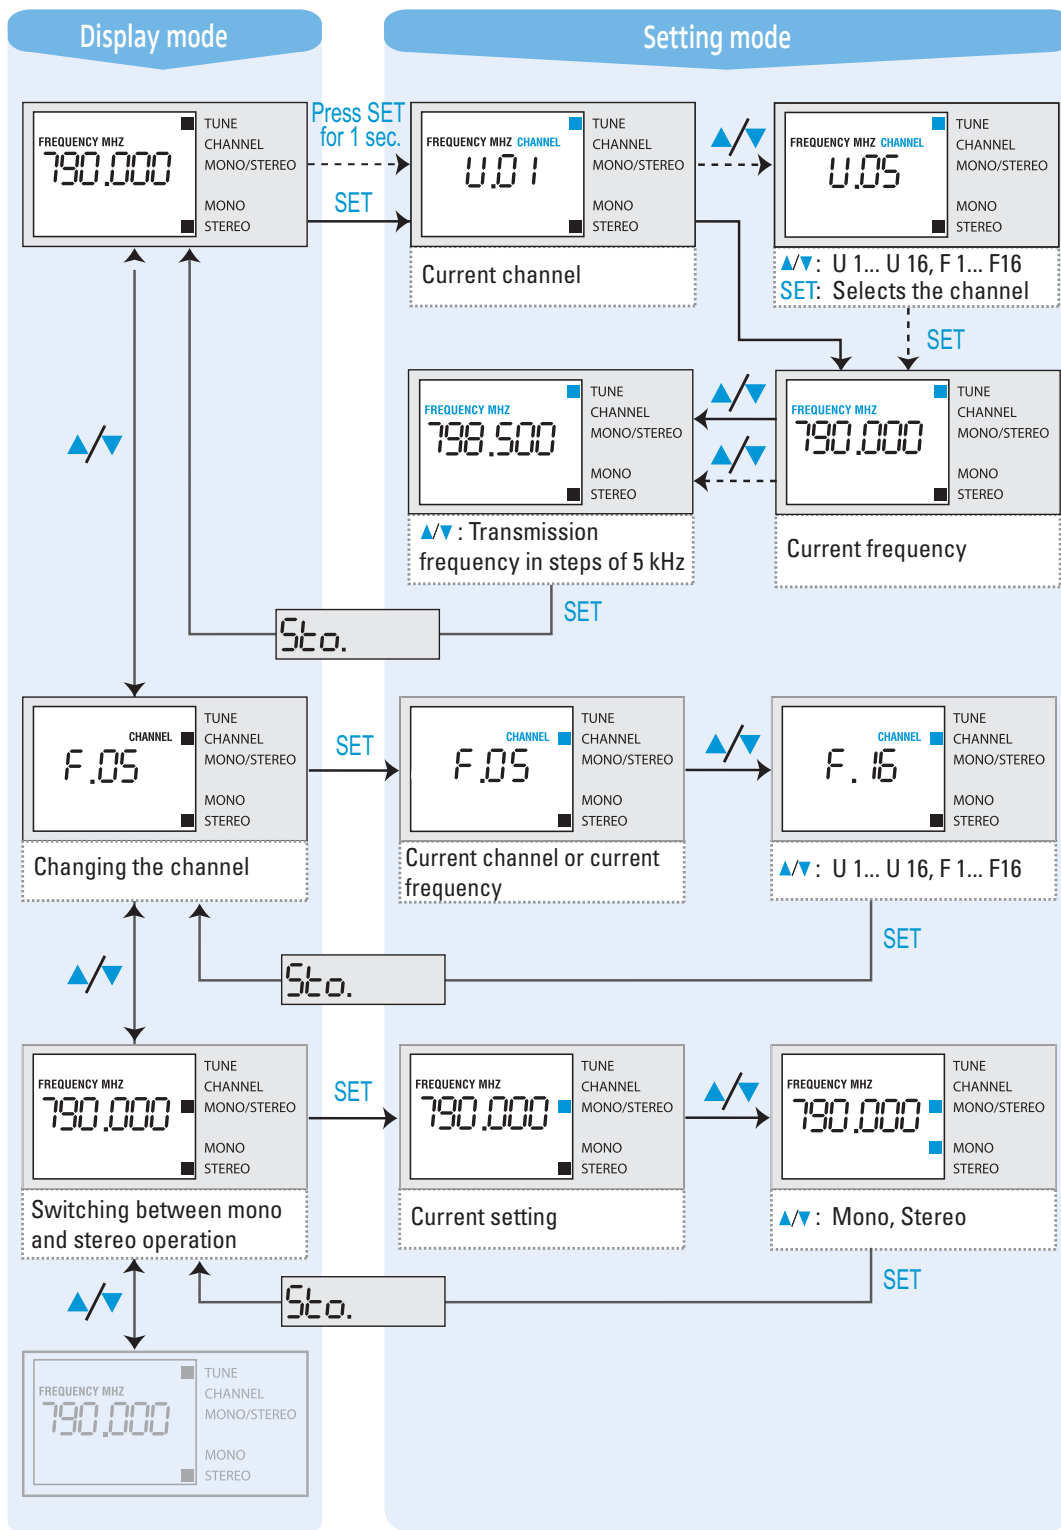 Display mode
Setting mode
FREQUENCY MHZ
790.000
TUNE
CHANNEL
MONO/STEREO
MONO
STEREO
Press SET
for 1 sec.
SET
FREQUENCY MHZ CHANNEL
U.01
TUNE
CHANNEL
MONO/STEREO
MONO
STEREO
Current channel
▲/▼
FREQUENCY MHZ CHANNEL
U.05
TUNE
CHANNEL
MONO/STEREO
MONO
STEREO
▲/▼: U 1... U 16, F 1... F16
SET: Selects the channel
SET
▲/▼
FREQUENCY MHZ
798.500
TUNE
CHANNEL
MONO/STEREO
MONO
STEREO
▲/▼ : Transmission
frequency in steps of 5 kHz
▲/▼
▲/▼
FREQUENCY MHZ
790.000
TUNE
CHANNEL
MONO/STEREO
MONO
STEREO
Current frequency
SET
Sto.
CHANNEL
F.05
TUNE
CHANNEL
MONO/STEREO
MONO
STEREO
Changing the channel
SET
CHANNEL
F.05
TUNE
CHANNEL
MONO/STEREO
MONO
STEREO
Current channel or current
frequency
▲/▼
CHANNEL
F. 16
TUNE
CHANNEL
MONO/STEREO
MONO
STEREO
▲/▼ : U 1... U 16, F 1... F16
SET
▲/▼
Sto.
FREQUENCY MHZ
790.000
TUNE
CHANNEL
MONO/STEREO
MONO
STEREO
Switching between mono
and stereo operation
SET
FREQUENCY MHZ
790.000
TUNE
CHANNEL
MONO/STEREO
MONO
STEREO
Current setting
▲/▼
FREQUENCY MHZ
790.000
TUNE
CHANNEL
MONO/STEREO
MONO
STEREO
▲/▼ : Mono, Stereo
SET
▲/▼
Sto.
FREQUENCY MHZ
790.000
TUNE
CHANNEL
MONO/STEREO
MONO
STEREO